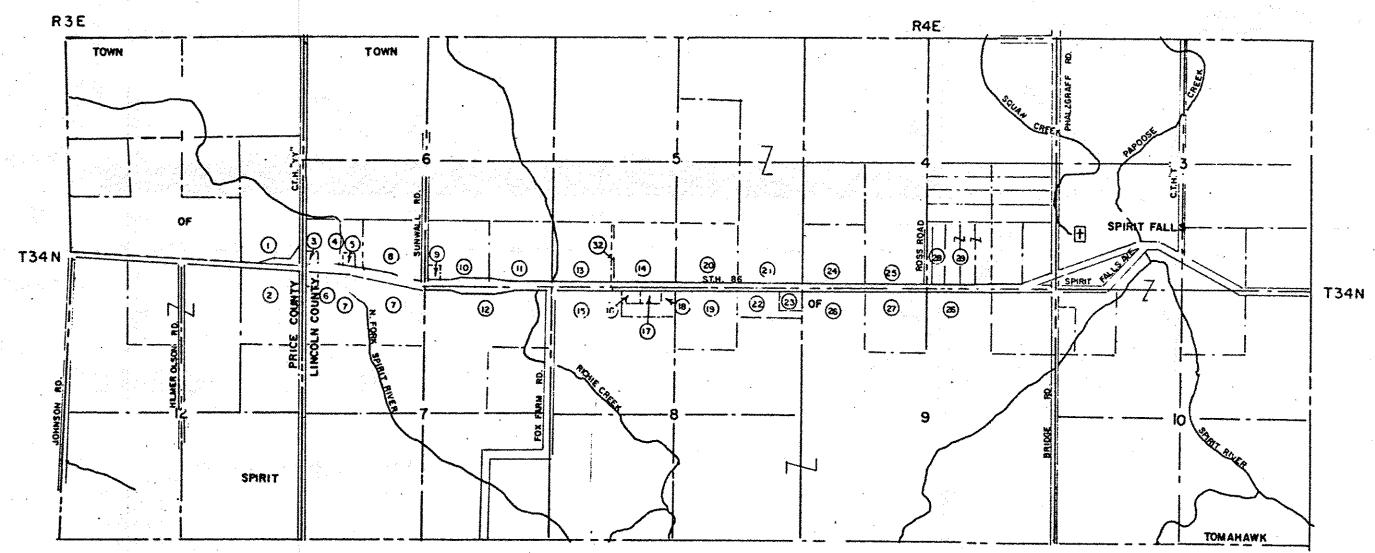 R3E
R4E
TOWN
TOWN
PHALZGRAFF RD.
CREEK
SQUAN CREEK
PAPOOSE
C.T.H. "YY"
6
5
4
3
C.T.H. "T"
OF
SUNWALL RD.
ROSS ROAD
SPIRIT FALLS
T34N
1
3
4
5
8
9
10
11
13
32
14
20
21
24
25
28
29
S.T.H. 86
SPIRIT FALLS AVE.
T34N
2
6
7
7
12
15
16
17
18
19
22
23
OF
26
27
26
PRICE COUNTY
LINCOLN COUNTY
N. FORK SPIRIT RIVER
JOHNSON RD.
HILMER OLSON RD.
12
7
FOX FARM RD.
RICHIE CREEK
8
9
BRIDGE RD.
10
SPIRIT RIVER
SPIRIT
TOMAHAWK